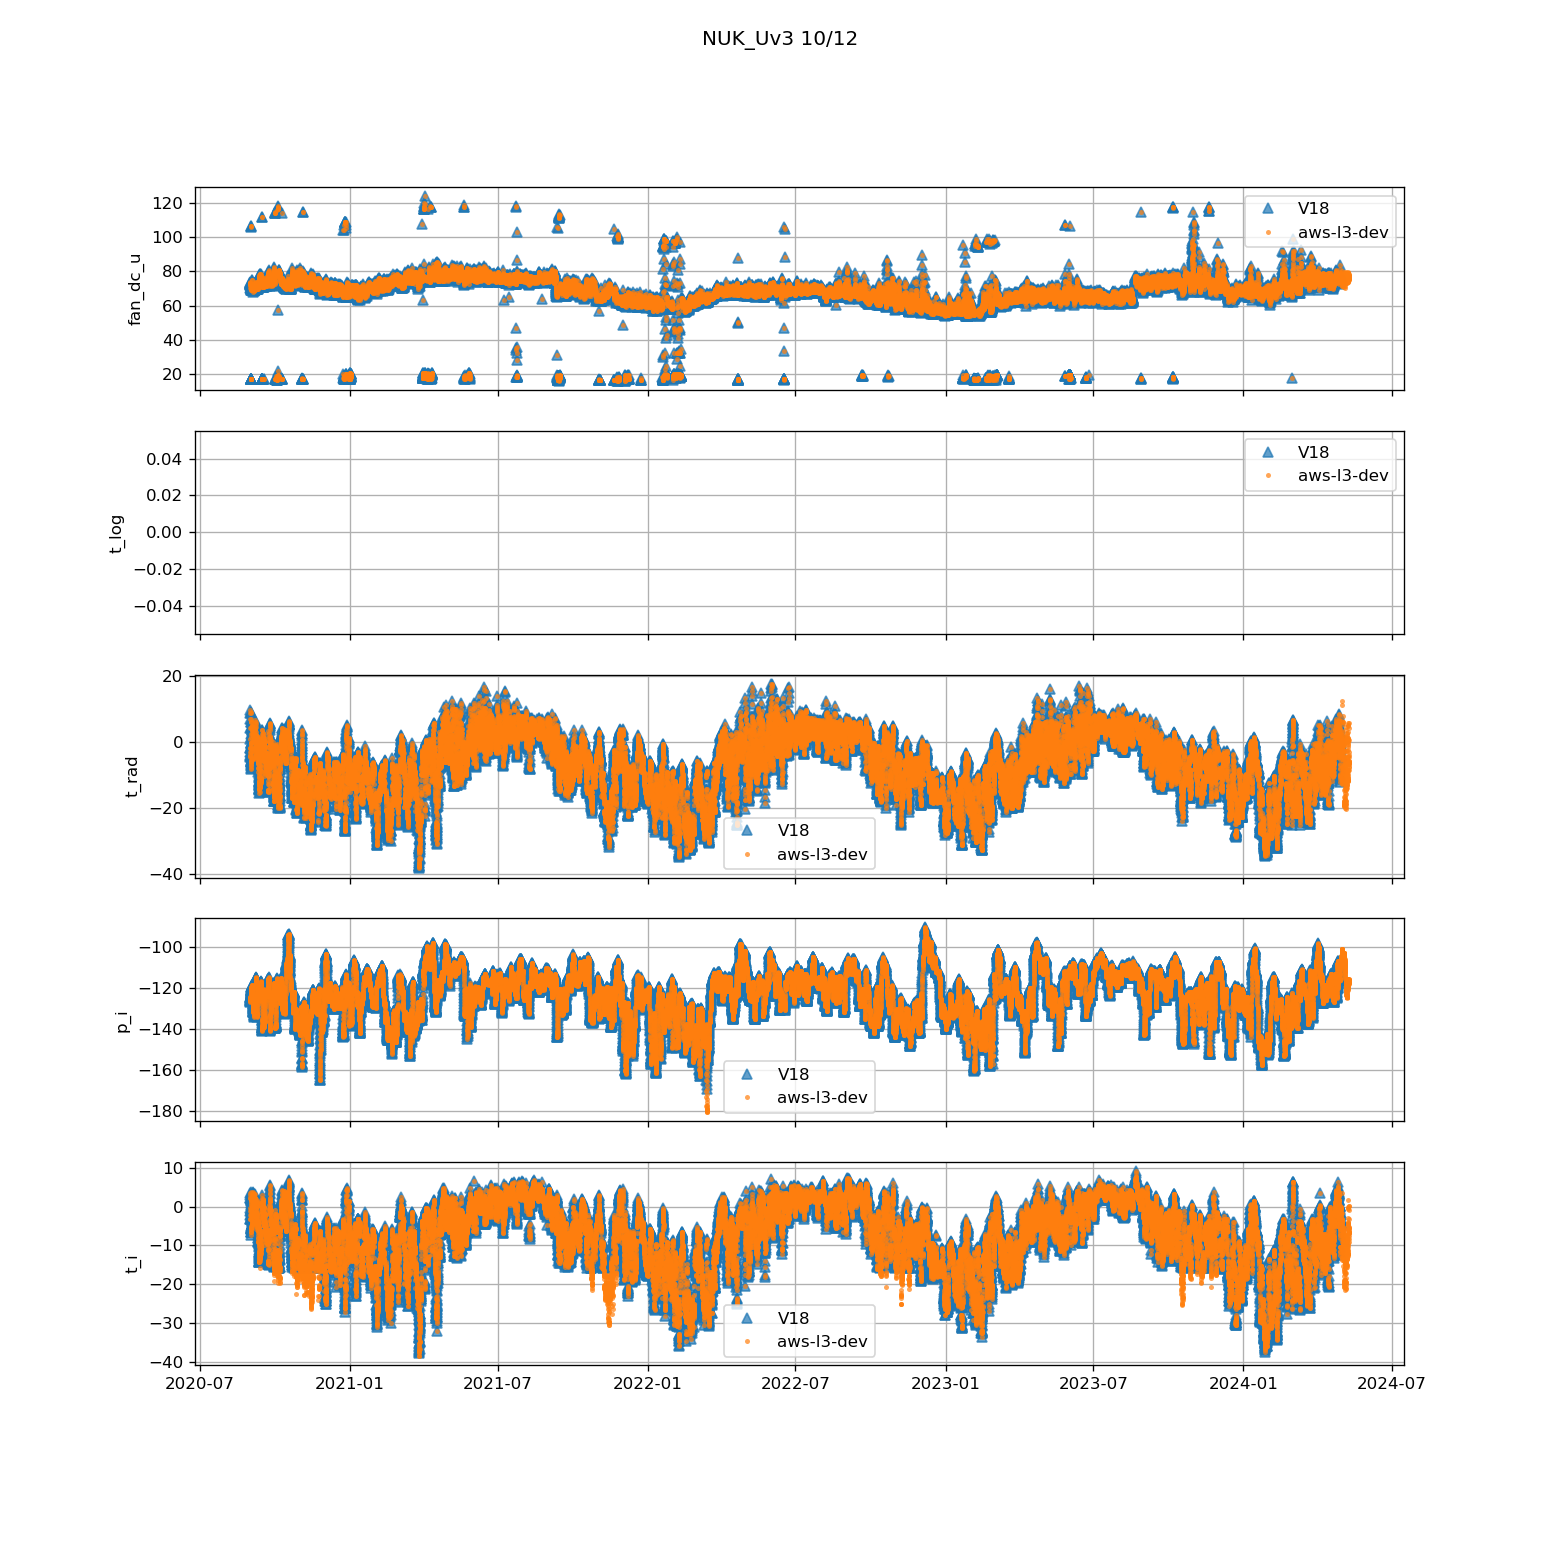 NUK_Uv3 10/12
120
100
80
60
40
20
fan_dc_u
V18
aws-l3-dev
0.04
0.02
0.00
−0.02
−0.04
t_log
V18
aws-l3-dev
20
0
−20
−40
t_rad
V18
aws-l3-dev
−100
−120
−140
−160
−180
p_i
V18
aws-l3-dev
10
0
−10
−20
−30
−40
t_i
V18
aws-l3-dev
2020-07 2021-01 2021-07 2022-01 2022-07 2023-01 2023-07 2024-01 2024-07